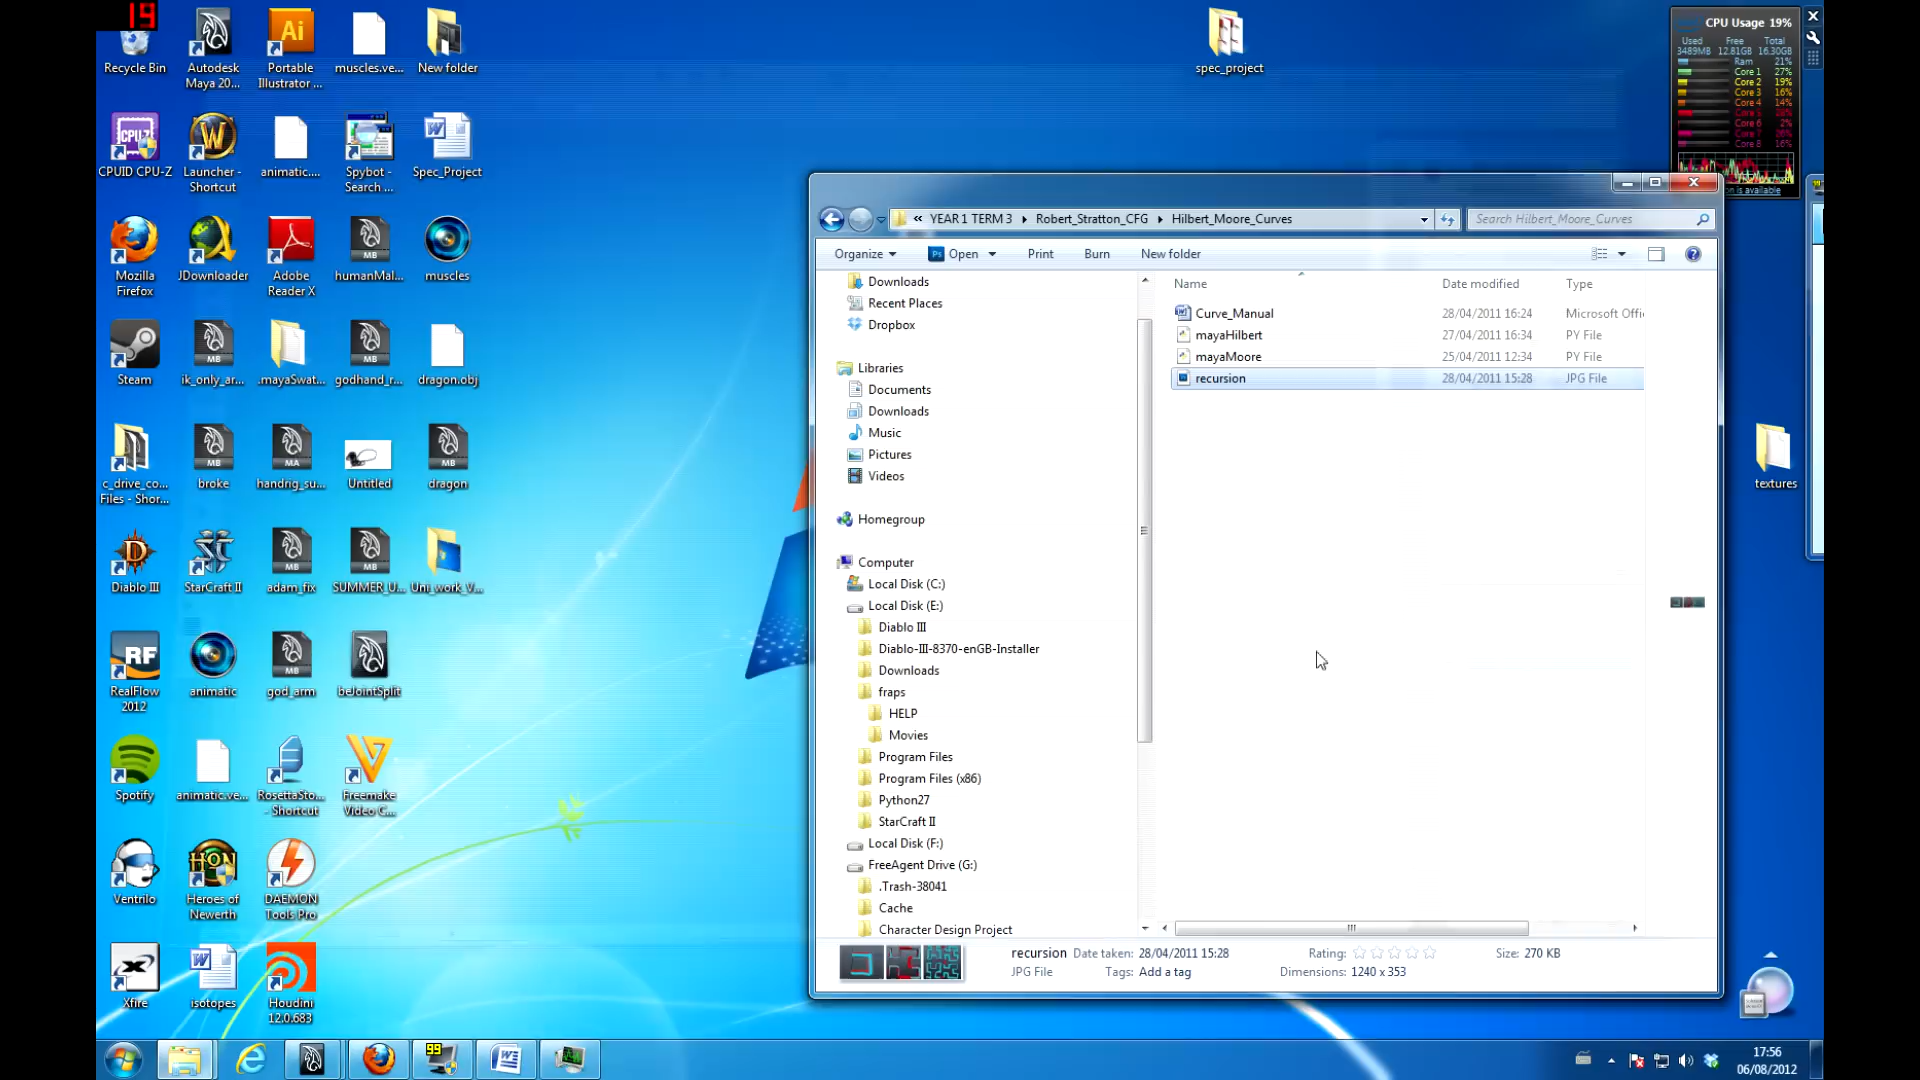 19
Recycle Bin
Autodesk
Maya 20...
Portable
Illustrator ...
muscles.ve...
New folder
spec_project
CPUID CPU-Z
Launcher -
Shortcut
animatic....
Spybot -
Search ...
Spec_Project
Mozilla
Firefox
JDownloader
Adobe
Reader X
humanMal...
muscles
Steam
ik_only_ar...
.mayaSwat...
godhand_r...
dragon.obj
c_drive_co...
Files - Shor...
broke
handrig_su...
Untitled
dragon
Diablo III
StarCraft II
adam_fix
SUMMER_U...
Uni_work_V...
RealFlow
2012
animatic
god_arm
beJointSplit
Spotify
animatic.ve...
RosettaSto...
- Shortcut
Freemake
Video C...
Ventrilo
Heroes of
Newerth
DAEMON
Tools Pro
Xfire
isotopes
Houdini
12.0.683
textures
CPU Usage 19%
Used Free Total
3489MB 12.81GB 16.30GB
Ram 21%
Core 1 27%
Core 2 19%
Core 3 16%
Core 4 14%
Core 6 2%
Core 8 16%
n is available
« YEAR 1 TERM 3 Robert_Stratton_CFG Hilbert_Moore_Curves
Search Hilbert_Moore_Curves
Organize Open Print Burn New folder
Downloads
Recent Places
Dropbox
Libraries
Documents
Downloads
Music
Pictures
Videos
Homegroup
Computer
Local Disk (C:)
Local Disk (E:)
Diablo III
Diablo-III-8370-enGB-Installer
Downloads
fraps
HELP
Movies
Program Files
Program Files (x86)
Python27
StarCraft II
Local Disk (F:)
FreeAgent Drive (G:)
.Trash-38041
Cache
Character Design Project
Name Date modified Type
Curve_Manual 28/04/2011 16:24 Microsoft Offi
mayaHilbert 27/04/2011 16:34 PY File
mayaMoore 25/04/2011 12:34 PY File
recursion 28/04/2011 15:28 JPG File
recursion Date taken: 28/04/2011 15:28 Rating: Size: 270 KB
JPG File Tags: Add a tag Dimensions: 1240 x 353
99
17:56
06/08/2012